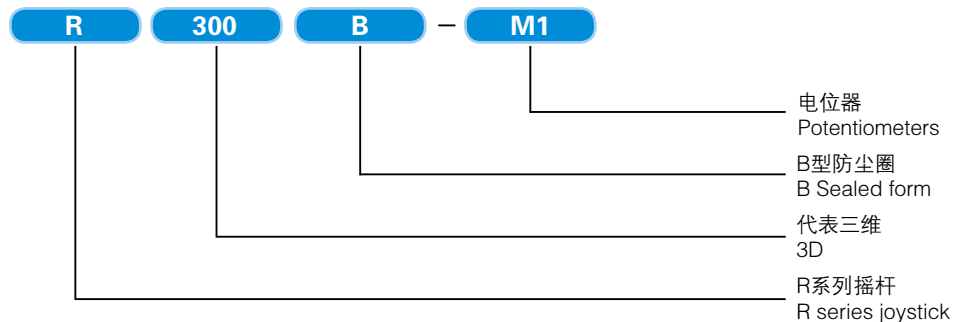 R 300 B – M1
电位器
Potentiometers
B型防尘圈
B Sealed form
代表三维
3D
R系列摇杆
R series joystick